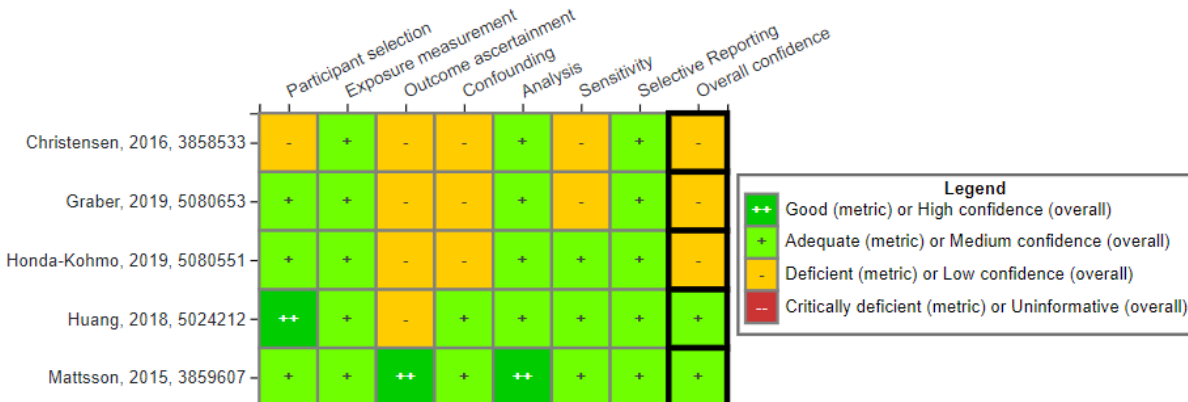 Participant selection
Exposure measurement
Outcome ascertainment
Confounding
Analysis
Sensitivity
Selective Reporting
Overall confidence
Christensen, 2016, 3858533 - + - - + - + -
Graber, 2019, 5080653 + + - - + - + -
Honda-Kohmo, 2019, 5080551 + + - - + + + -
Huang, 2018, 5024212 ++ + - + + + + +
Mattsson, 2015, 3859607 + + ++ + ++ + + +
Legend
++ Good (metric) or High confidence (overall)
+ Adequate (metric) or Medium confidence (overall)
- Deficient (metric) or Low confidence (overall)
-- Critically deficient (metric) or Uninformative (overall)